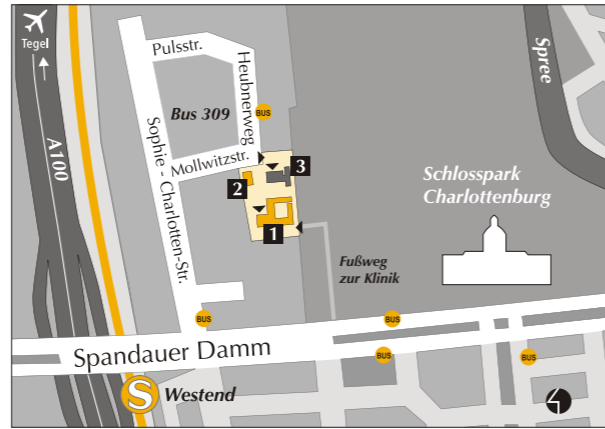 Tegel
A100
Pulsstr.
Heubnerweg
Bus 309
BUS
Mollwitzstr.
Sophie - Charlotten-Str.
3
2
1
Spree
Schlosspark
Charlottenburg
Fußweg
zur Klinik
BUS
BUS
BUS
BUS
Spandauer Damm
S
Westend